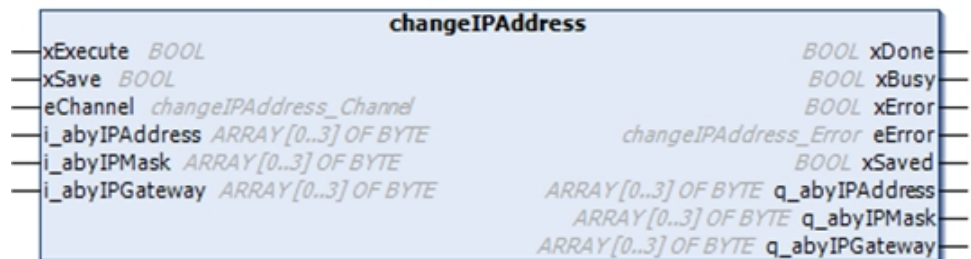 changeIPAddress
xExecute BOOL BOOL xDone
xSave BOOL BOOL xBusy
eChannel changeIPAddress_Channel BOOL xError
i_abyIPAddress ARRAY [0..3] OF BYTE changeIPAddress_Error eError
i_abyIPMask ARRAY [0..3] OF BYTE BOOL xSaved
i_abyIPGateway ARRAY [0..3] OF BYTE ARRAY [0..3] OF BYTE q_abyIPAddress
ARRAY [0..3] OF BYTE q_abyIPMask
ARRAY [0..3] OF BYTE q_abyIPGateway